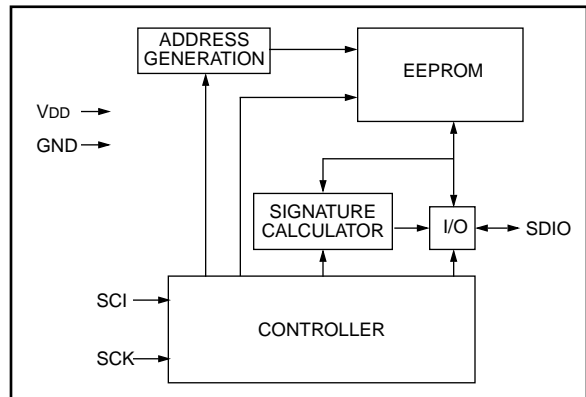 ADDRESS
GENERATION
EEPROM
VDD
GND
SIGNATURE
CALCULATOR
I/O
SDIO
SCI
CONTROLLER
SCK